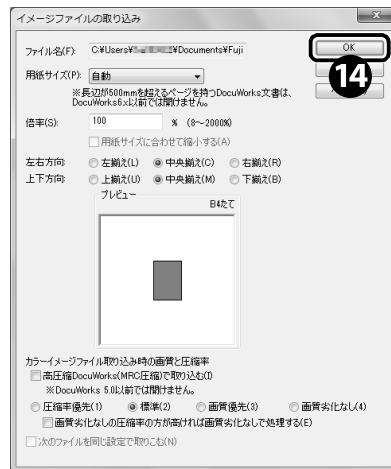 イメージファイルの取り込み
ファイル名(F): C:¥Users¥ ¥Documents¥Fuji
OK
14
用紙サイズ(P): 自動
※長辺が500mmを超えるページを持つDocuWorks文書は、
DocuWorks6.x以前では開けません。
倍率(S): 100 % (8～2000%)
用紙サイズに合わせて縮小する(A)
左右方向: 左揃え(L) 中央揃え(C) 右揃え(R)
上下方向: 上揃え(U) 中央揃え(M) 下揃え(B)
プレビュー
B4たて
カラーイメージファイル取り込み時の画質と圧縮率
高圧縮DocuWorks(MRC圧縮)で取り込む(I)
※DocuWorks 5.0以前では開けません。
圧縮率優先(1) 標準(2) 画質優先(3) 画質劣化なし(4)
画質劣化なしの圧縮率の方が高ければ画質劣化なしで処理する(E)
次のファイルを同じ設定で取りこむ(N)